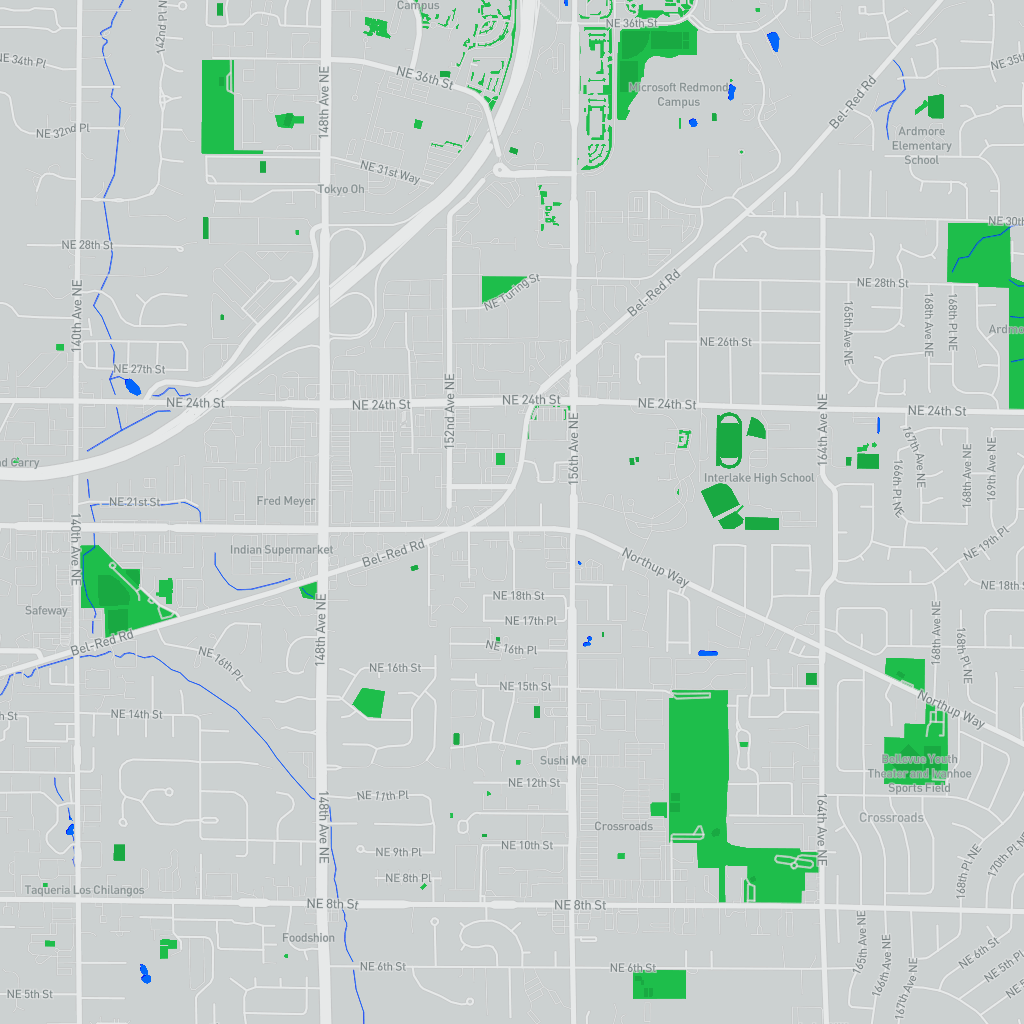 Campus
142nd Pl N
NE 36th St
NE 34th Pl
NE 35th
NE 36th St
148th Ave NE
Microsoft Redmond
Campus
Bel-Red Rd
NE 32nd Pl
Ardmore
Elementary
School
NE 31st Way
Tokyo Oh
NE 30th
NE 28th St
Bel-Red Rd
NE Turing St
NE 28th St
140th Ave NE
165th Ave NE
168th Ave NE
168th Pl NE
Ardmo
NE 26th St
NE 27th St
152nd Ave NE
NE 24th St
NE 24th St
NE 24th St
NE 24th St
NE 24th St
156th Ave NE
164th Ave NE
167th Ave NE
nd Carry
166th Pl NE
168th Ave NE
169th Ave NE
Interlake High School
NE 21st St
Fred Meyer
140th Ave NE
Indian Supermarket
Bel-Red Rd
NE 19th Pl
Northup Way
NE 18th St
NE 18th
Safeway
148th Ave NE
NE 17th Pl
168th Ave NE
168th Pl NE
Bel-Red Rd
NE 16th Pl
NE 16th Pl
NE 16th St
NE 15th St
Northup Way
th St
NE 14th St
Sushi Me
Bellevue Youth
Theater and Ivanhoe
Sports Field
NE 12th St
148th Ave NE
NE 11th Pl
164th Ave NE
Crossroads
Crossroads
NE 10th St
NE 9th Pl
168th Pl NE
170th Pl NE
NE 8th Pl
Taqueria Los Chilangos
NE 8th St
NE 8th St
Foodshion
165th Ave NE
166th Ave NE
167th Ave NE
NE 6th St
NE 6th St
NE 6th St
NE 5th Pl
NE 5th St
NE 5